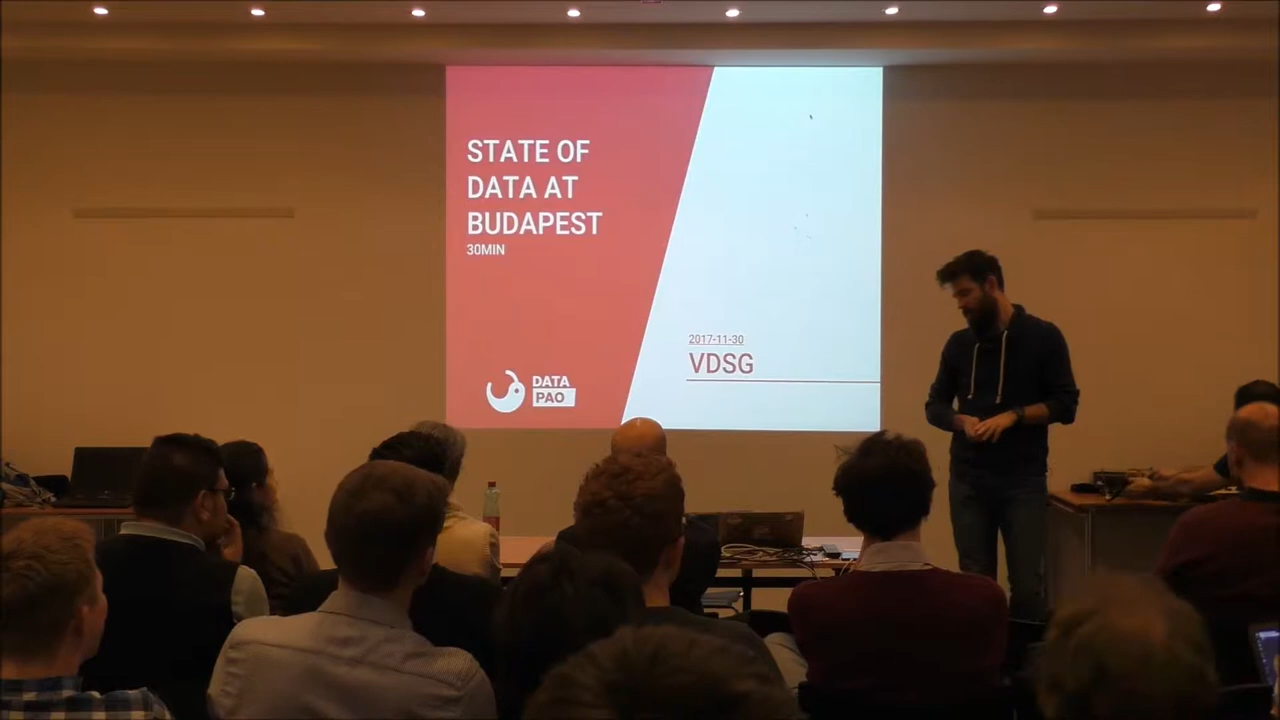 STATE OF
DATA AT
BUDAPEST
30MIN
2017-11-30
VDSG
DATA
PAO